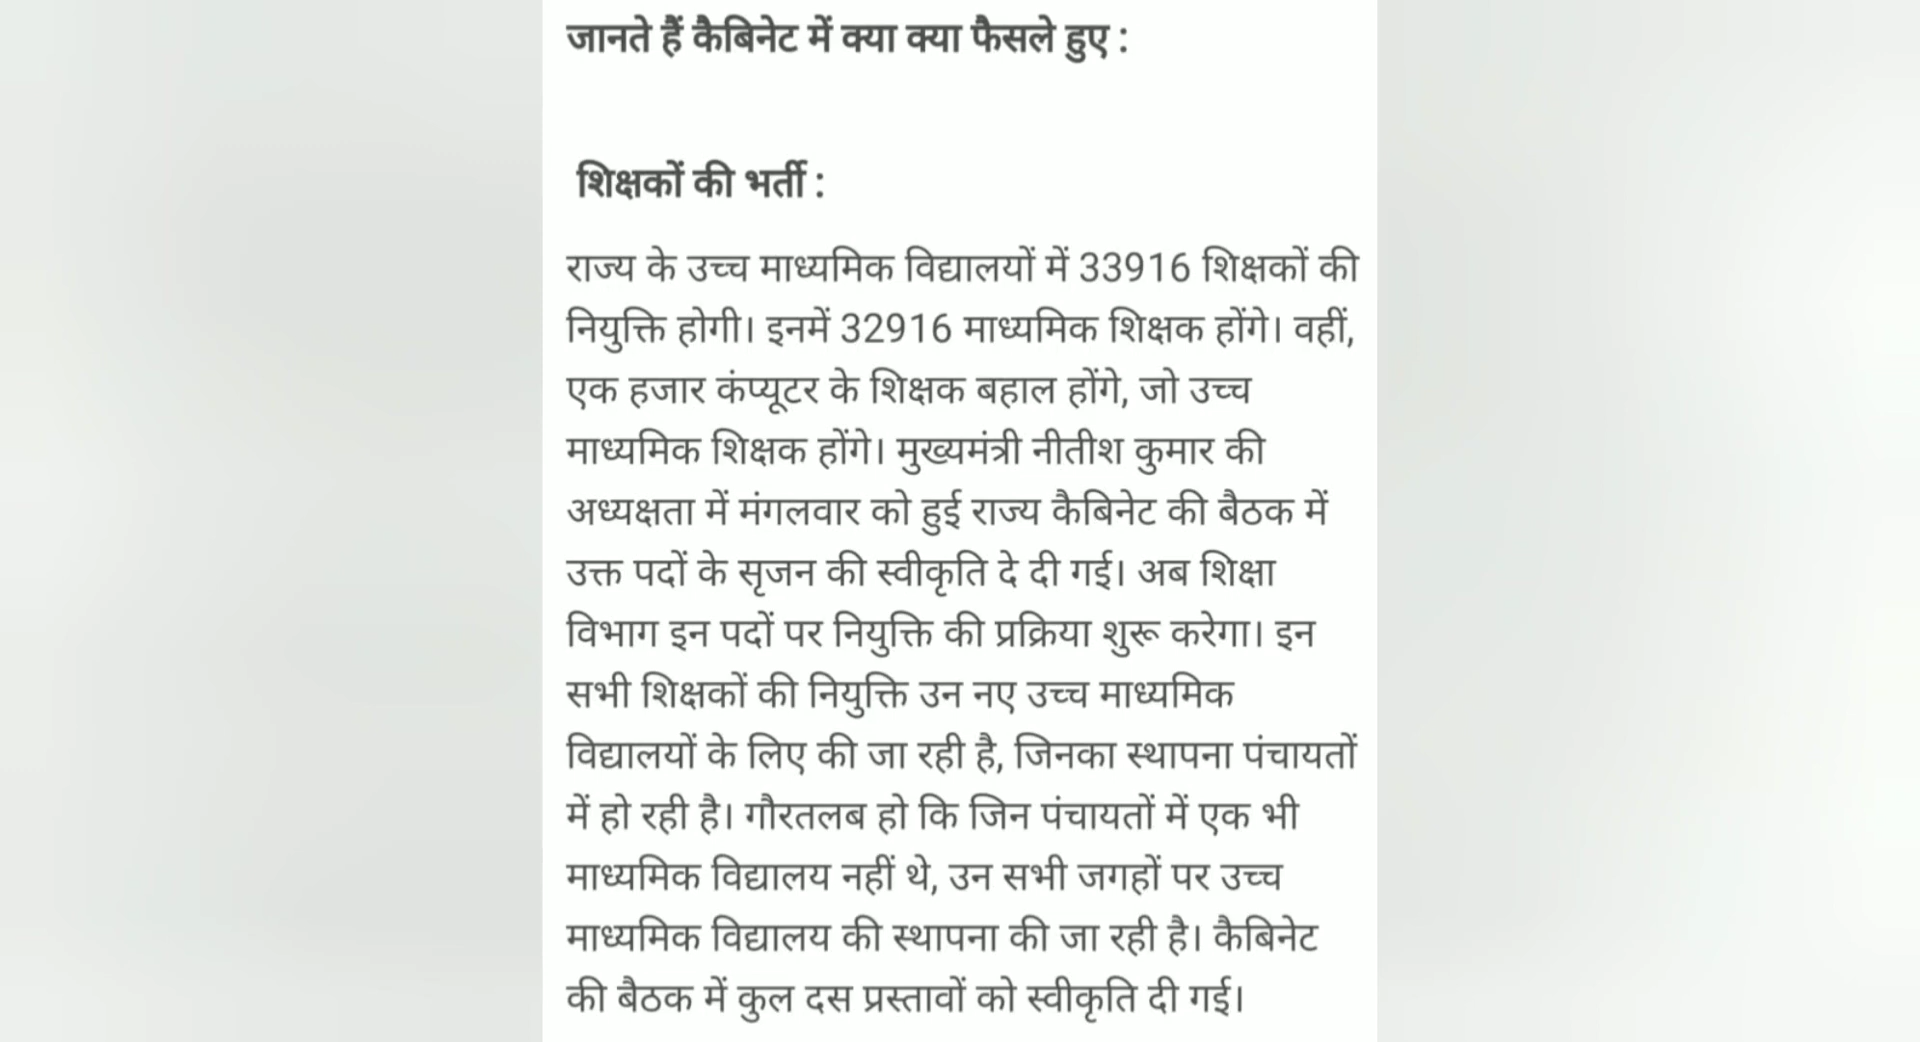 जानते हैं कैबिनेट में क्या क्या फैसले हुए :
शिक्षकों की भर्ती :
राज्य के उच्च माध्यमिक विद्यालयों में 33916 शिक्षकों की
नियुक्ति होगी। इनमें 32916 माध्यमिक शिक्षक होंगे। वहीं,
एक हजार कंप्यूटर के शिक्षक बहाल होंगे, जो उच्च
माध्यमिक शिक्षक होंगे। मुख्यमंत्री नीतीश कुमार की
अध्यक्षता में मंगलवार को हुई राज्य कैबिनेट की बैठक में
उक्त पदों के सृजन की स्वीकृति दे दी गई। अब शिक्षा
विभाग इन पदों पर नियुक्ति की प्रक्रिया शुरू करेगा। इन
सभी शिक्षकों की नियुक्ति उन नए उच्च माध्यमिक
विद्यालयों के लिए की जा रही है, जिनका स्थापना पंचायतों
में हो रही है। गौरतलब हो कि जिन पंचायतों में एक भी
माध्यमिक विद्यालय नहीं थे, उन सभी जगहों पर उच्च
माध्यमिक विद्यालय की स्थापना की जा रही है। कैबिनेट
की बैठक में कुल दस प्रस्तावों को स्वीकृति दी गई।